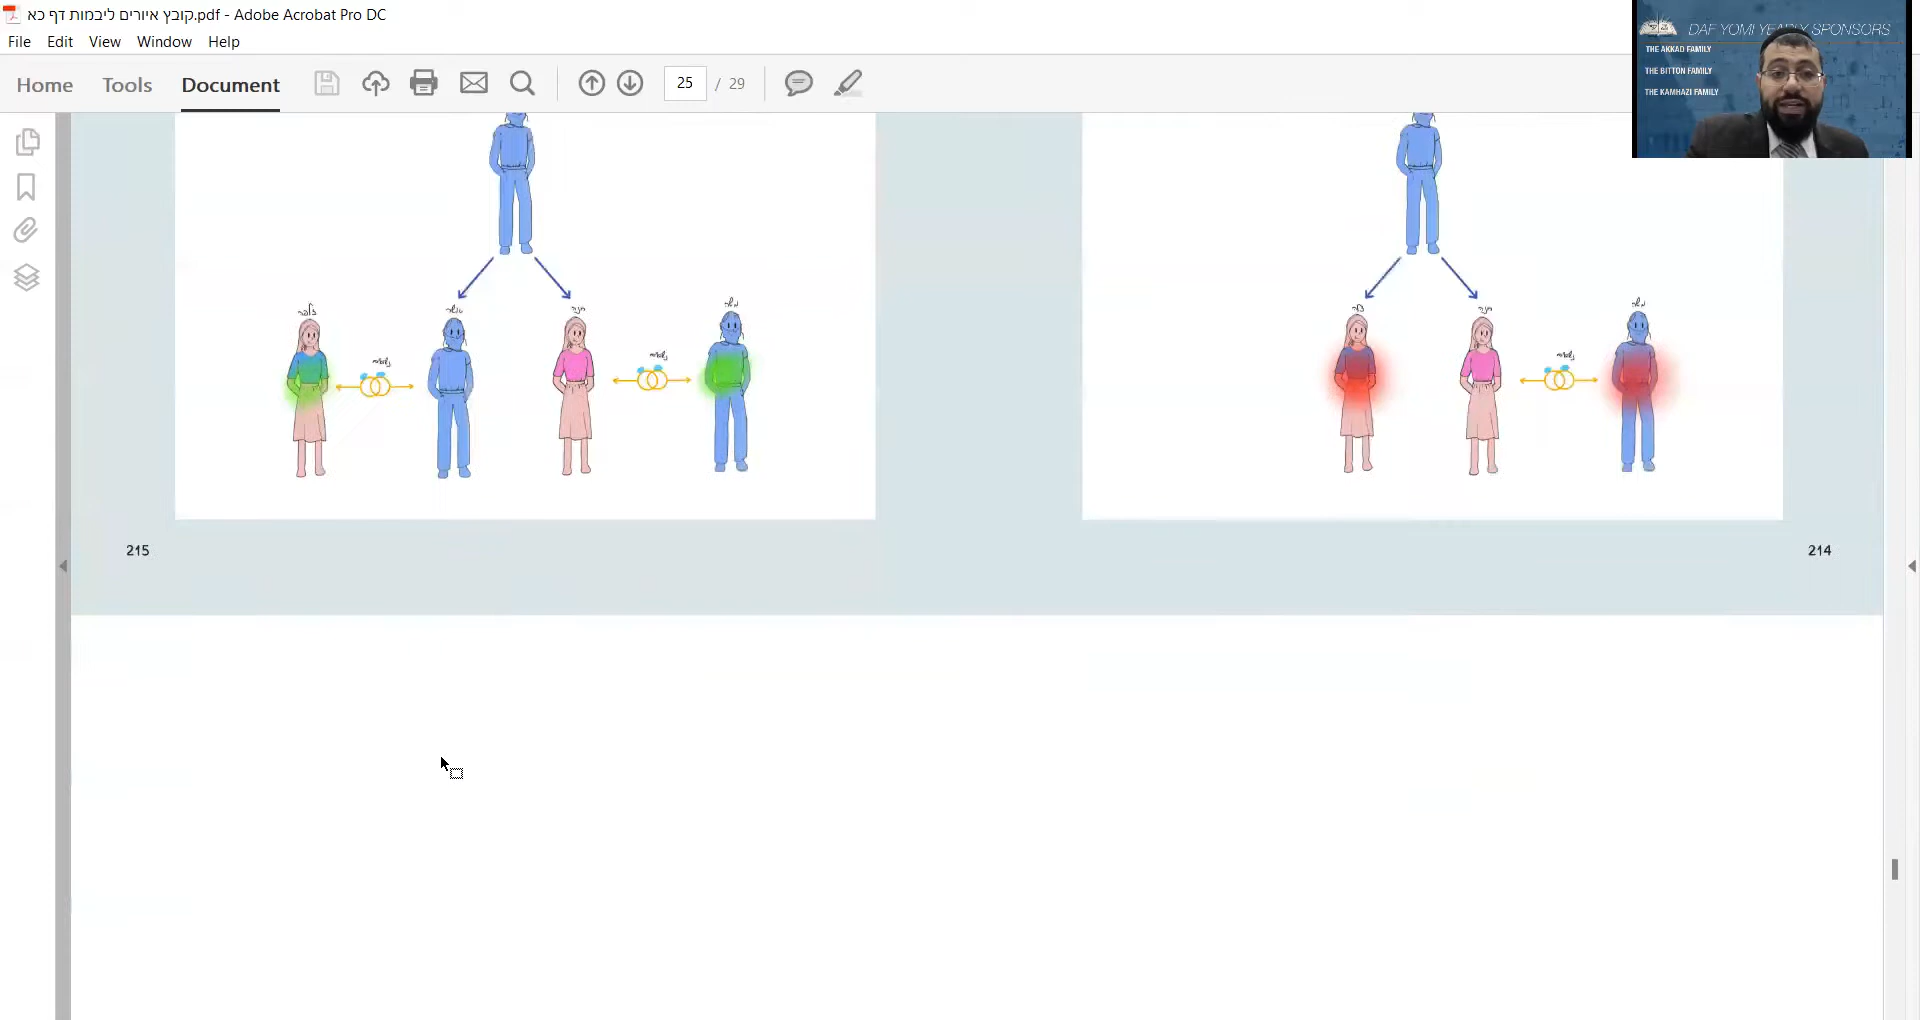 קובץ איורים ליבמות דף כא.pdf - Adobe Acrobat Pro DC
File Edit View Window Help
Home Tools Document 25 / 29
DAF YOMI YEARLY SPONSORS
THE AKKAD FAMILY
THE BITTON FAMILY
THE KAMHAZI FAMILY
215
214